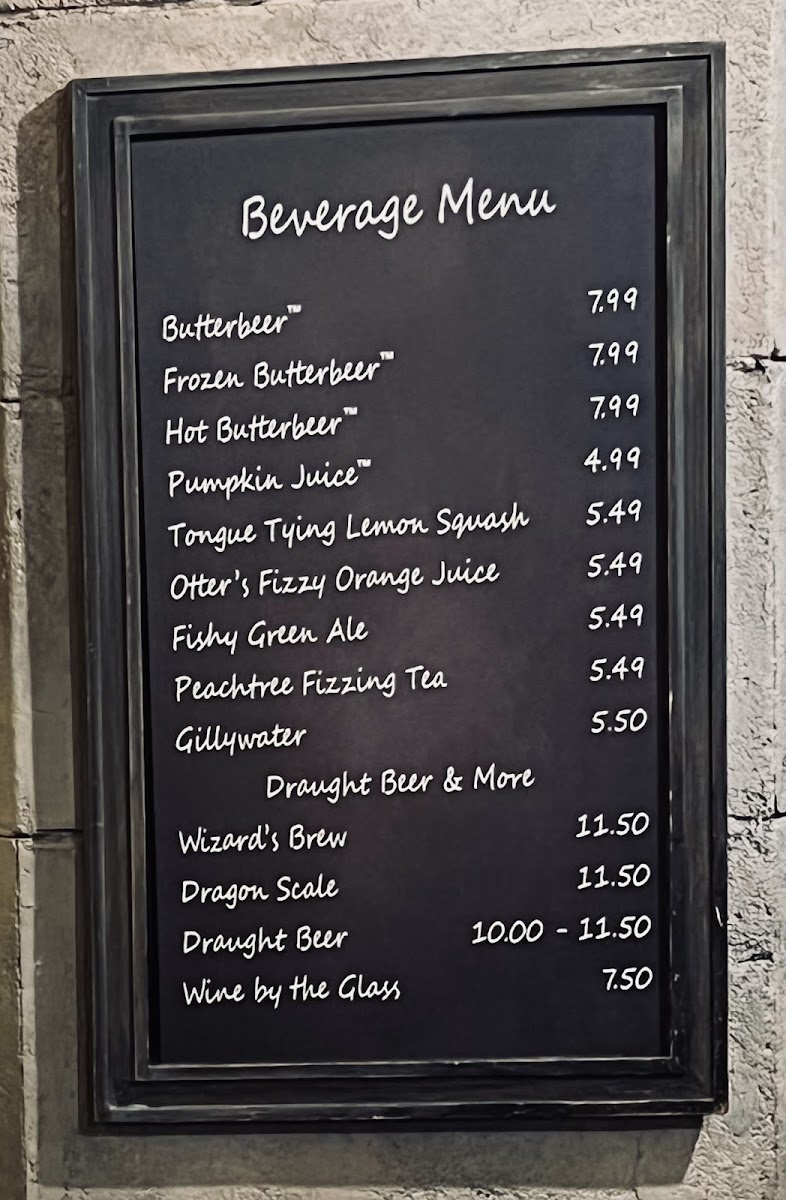 Beverage Menu
Butterbeer™ 7.99
Frozen Butterbeer™ 7.99
Hot Butterbeer™ 7.99
Pumpkin Juice™ 4.99
Tongue Tying Lemon Squash 5.49
Otter's Fizzy Orange Juice 5.49
Fishy Green Ale 5.49
Peachtree Fizzing Tea 5.49
Gillywater 5.50
Draught Beer & More
Wizard's Brew 11.50
Dragon Scale 11.50
Draught Beer 10.00 - 11.50
Wine by the Glass 7.50